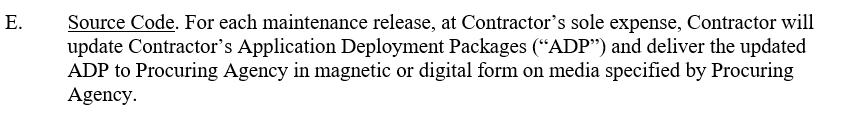 E. Source Code. For each maintenance release, at Contractor’s sole expense, Contractor will
update Contractor’s Application Deployment Packages (“ADP”) and deliver the updated
ADP to Procuring Agency in magnetic or digital form on media specified by Procuring
Agency.